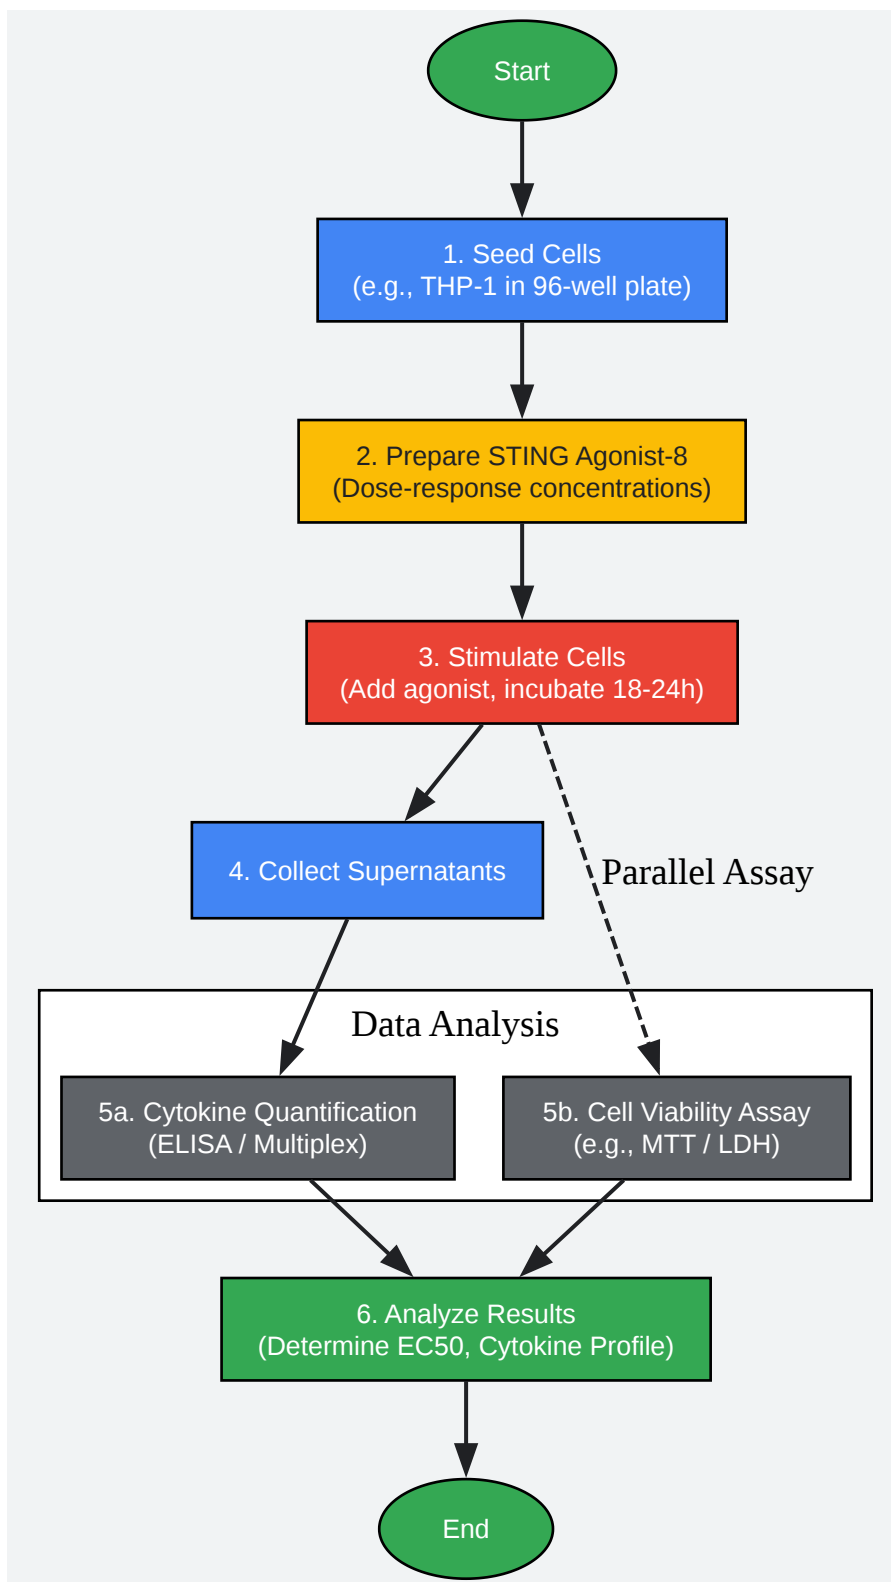 Start
1. Seed Cells
(e.g., THP-1 in 96-well plate)
2. Prepare STING Agonist-8
(Dose-response concentrations)
3. Stimulate Cells
(Add agonist, incubate 18-24h)
4. Collect Supernatants
Parallel Assay
Data Analysis
5a. Cytokine Quantification
(ELISA / Multiplex)
5b. Cell Viability Assay
(e.g., MTT / LDH)
6. Analyze Results
(Determine EC50, Cytokine Profile)
End